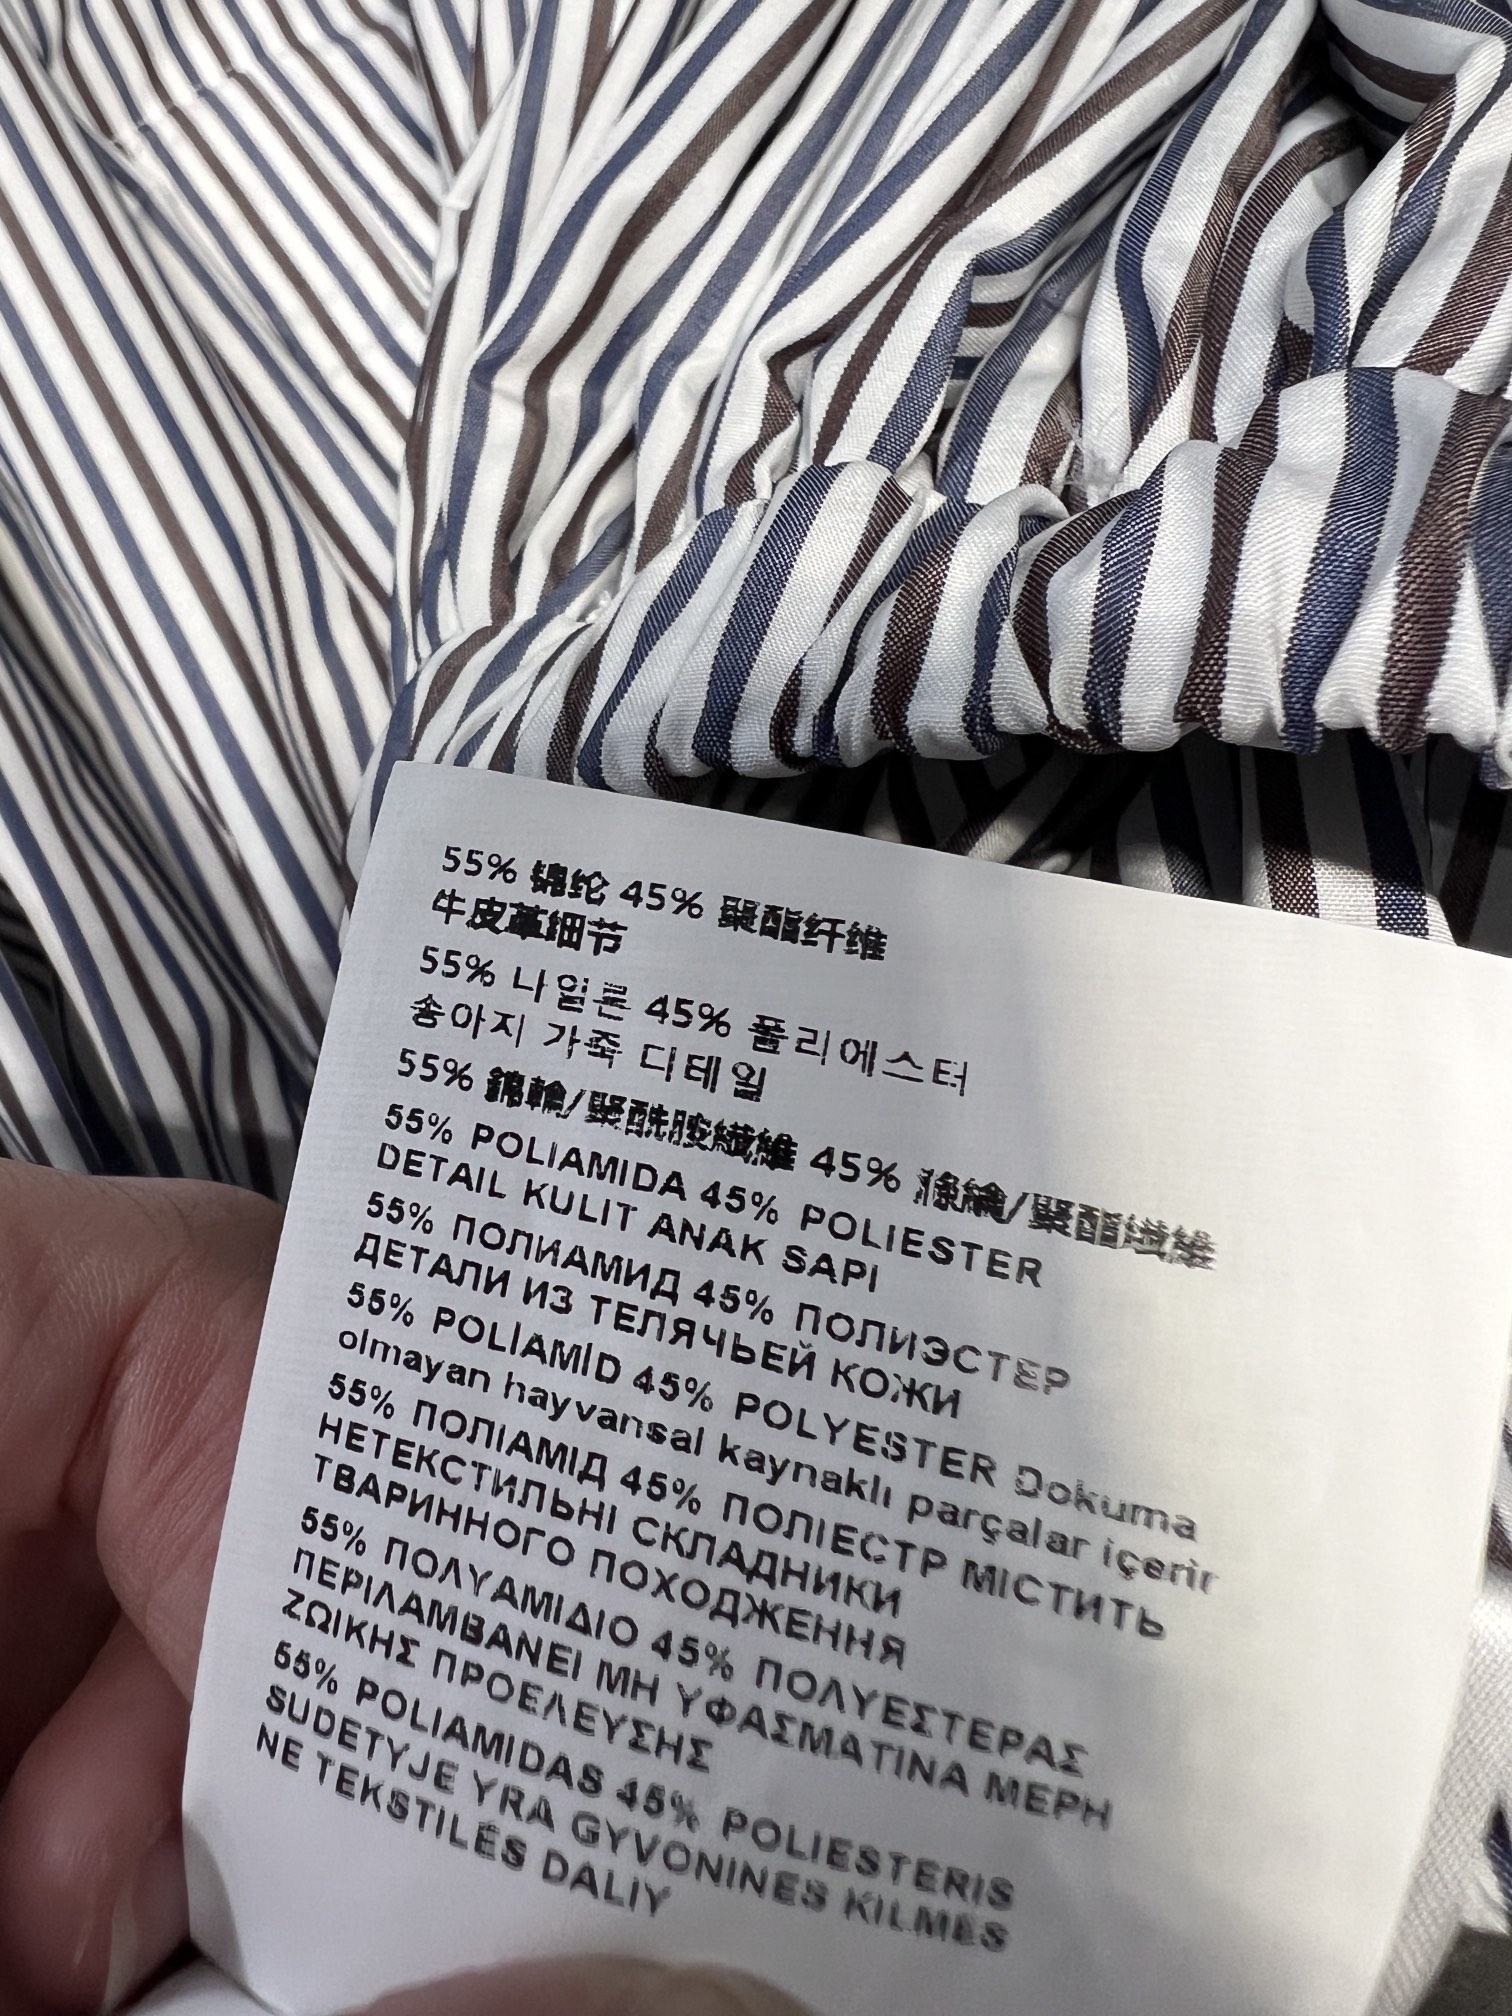 55% 锦纶 45% 聚酯纤维
牛皮革细节
55% 나일론 45% 폴리에스터
송아지 가죽 디테일
55% 錦輪/聚酰胺纖維 45% 滌綸/聚酯纖維
55% POLIAMIDA 45% POLIESTER
DETAIL KULIT ANAK SAPI
55% ПОЛИАМИД 45% ПОЛИЭСТЕР
ДЕТАЛИ ИЗ ТЕЛЯЧЬЕЙ КОЖИ
55% POLİAMİD 45% POLYESTER Dokuma
olmayan hayvansal kaynaklı parçalar içerir
55% ПОЛІАМІД 45% ПОЛІЕСТР МІСТИТЬ
НЕТЕКСТИЛЬНІ СКЛАДНИКИ
ТВАРИННОГО ПОХОДЖЕННЯ
55% ΠΟΛΥΑΜΙΔΙΟ 45% ΠΟΛΥΕΣΤΕΡΑΣ
ΠΕΡΙΛΑΜΒΑΝΕΙ ΜΗ ΥΦΑΣΜΑΤΙΝΑ ΜΕΡΗ
ΖΩΙΚΗΣ ΠΡΟΕΛΕΥΣΗΣ
55% POLIAMIDAS 45% POLIESTERIS
SUDETYJE YRA GYVŪNINĖS KILMĖS
NE TEKSTILĖS DALIŲ